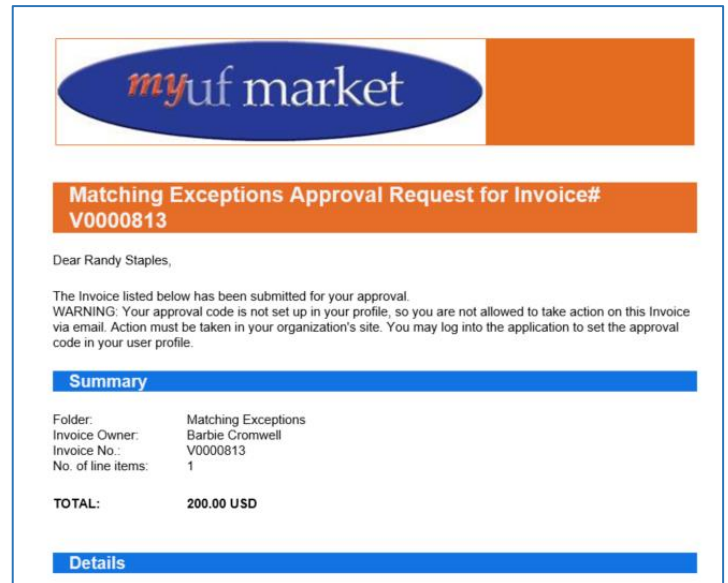 myuf market
Matching Exceptions Approval Request for Invoice#
V0000813
Dear Randy Staples,
The Invoice listed below has been submitted for your approval.
WARNING: Your approval code is not set up in your profile, so you are not allowed to take action on this Invoice
via email. Action must be taken in your organization's site. You may log into the application to set the approval
code in your user profile.
Summary
Folder: Matching Exceptions
Invoice Owner: Barbie Cromwell
Invoice No.: V0000813
No. of line items: 1
TOTAL: 200.00 USD
Details